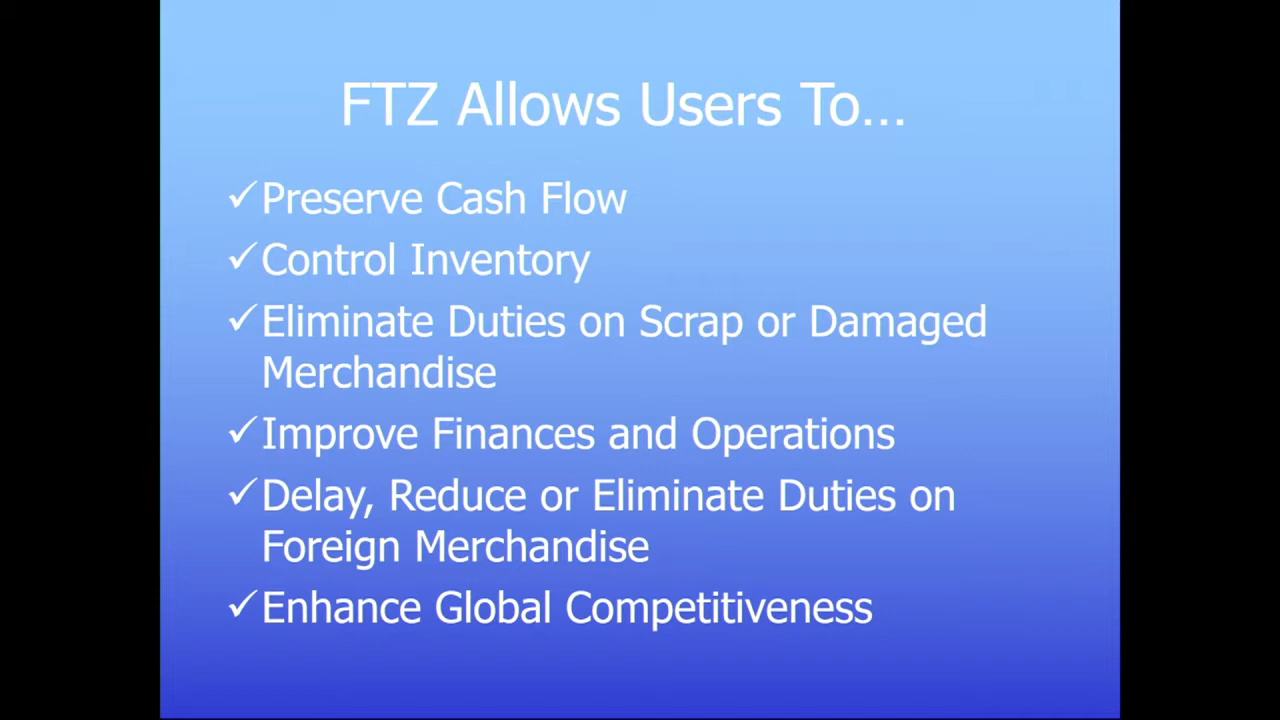 FTZ Allows Users To...
✓Preserve Cash Flow
✓Control Inventory
✓Eliminate Duties on Scrap or Damaged
Merchandise
✓Improve Finances and Operations
✓Delay, Reduce or Eliminate Duties on
Foreign Merchandise
✓Enhance Global Competitiveness